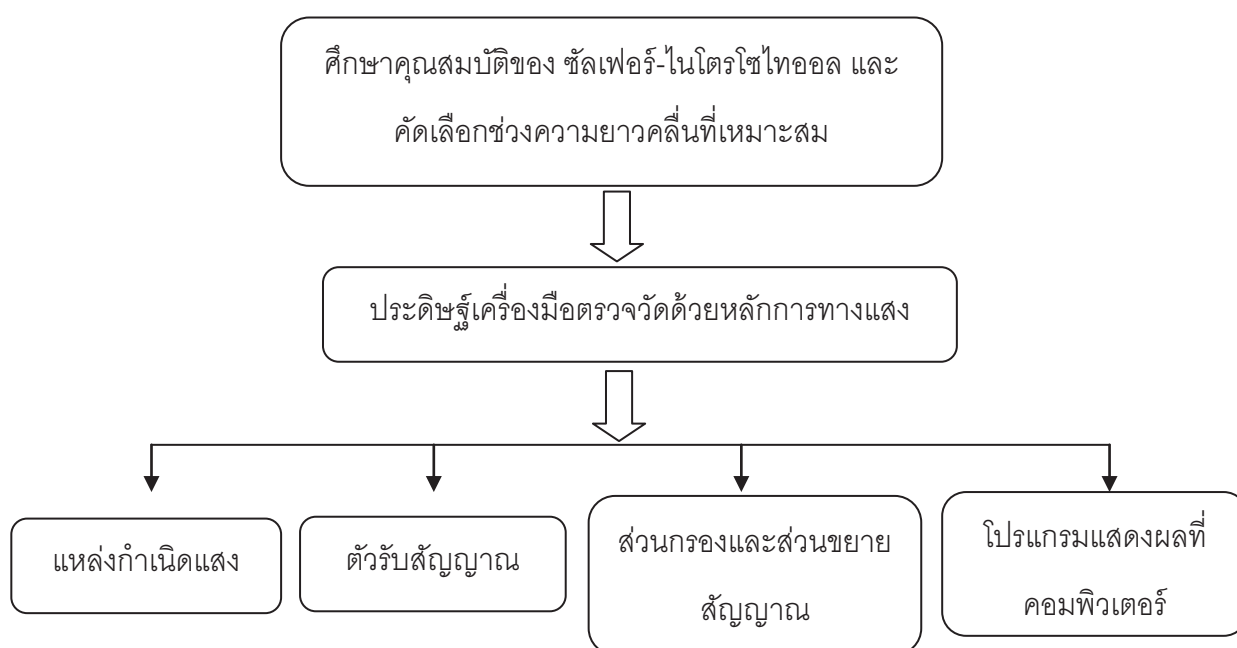 ศึกษาคุณสมบัติของ ซัลเฟอร์-ไนโตรโซไทออล และ
คัดเลือกช่วงความยาวคลื่นที่เหมาะสม
ประดิษฐ์เครื่องมือตรวจวัดด้วยหลักการทางแสง
แหล่งกำเนิดแสง
ตัวรับสัญญาณ
ส่วนกรองและส่วนขยาย
สัญญาณ
โปรแกรมแสดงผลที่
คอมพิวเตอร์